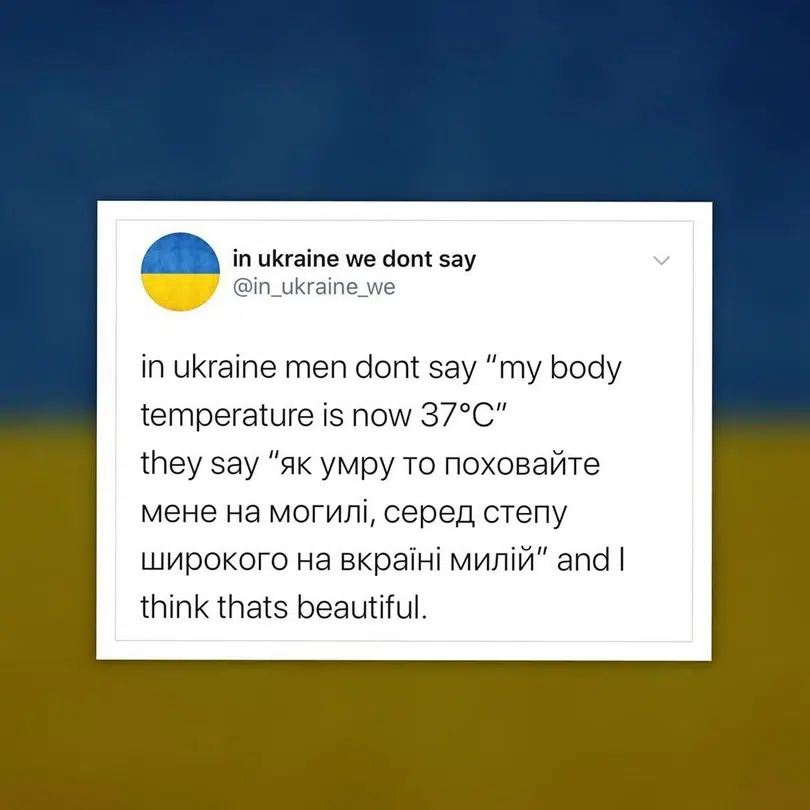 in ukraine we dont say
@in_ukraine_we
in ukraine men dont say “my body
temperature is now 37°C”
they say “як умру то поховайте
мене на могилі, серед степу
широкого на вкраїні милій” and I
think thats beautiful.